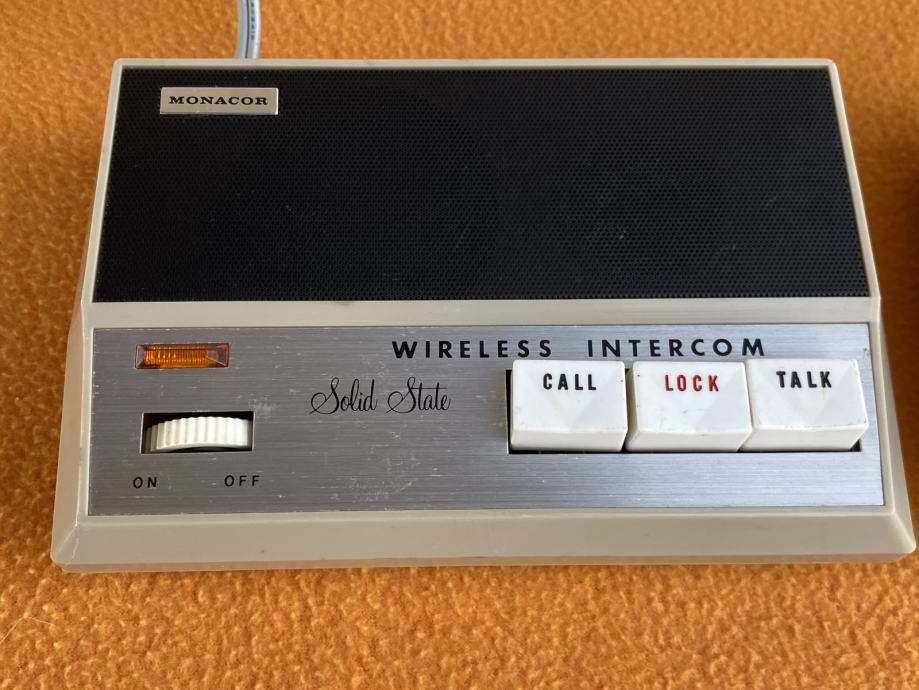 MONACOR
WIRELESS INTERCOM
Solid State
CALL
LOCK
TALK
ON
OFF